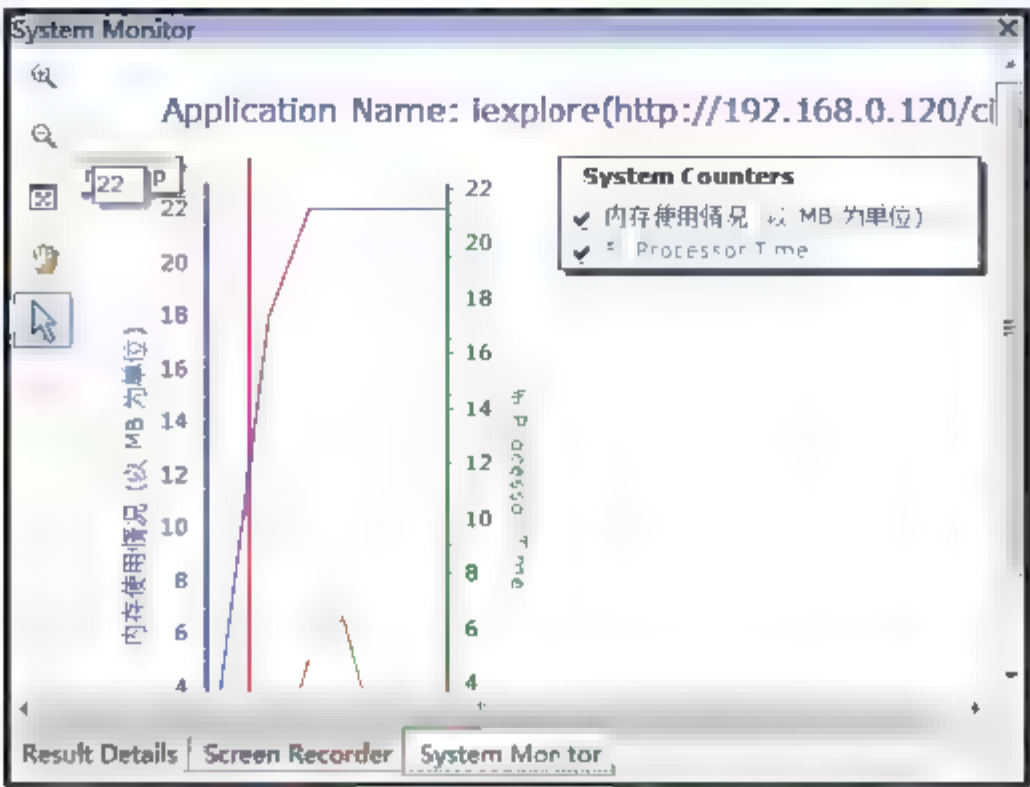 System Monitor
Application Name: iexplore(http://192.168.0.120/ci
22
System Counters
内存使用情况 (以 MB 为单位)
Processor Time
22
20
18
16
14
12
10
8
6
4
内存使用情况 (以 MB 为单位)
22
20
18
16
14
12
10
8
6
4
Result Details
Screen Recorder
System Monitor